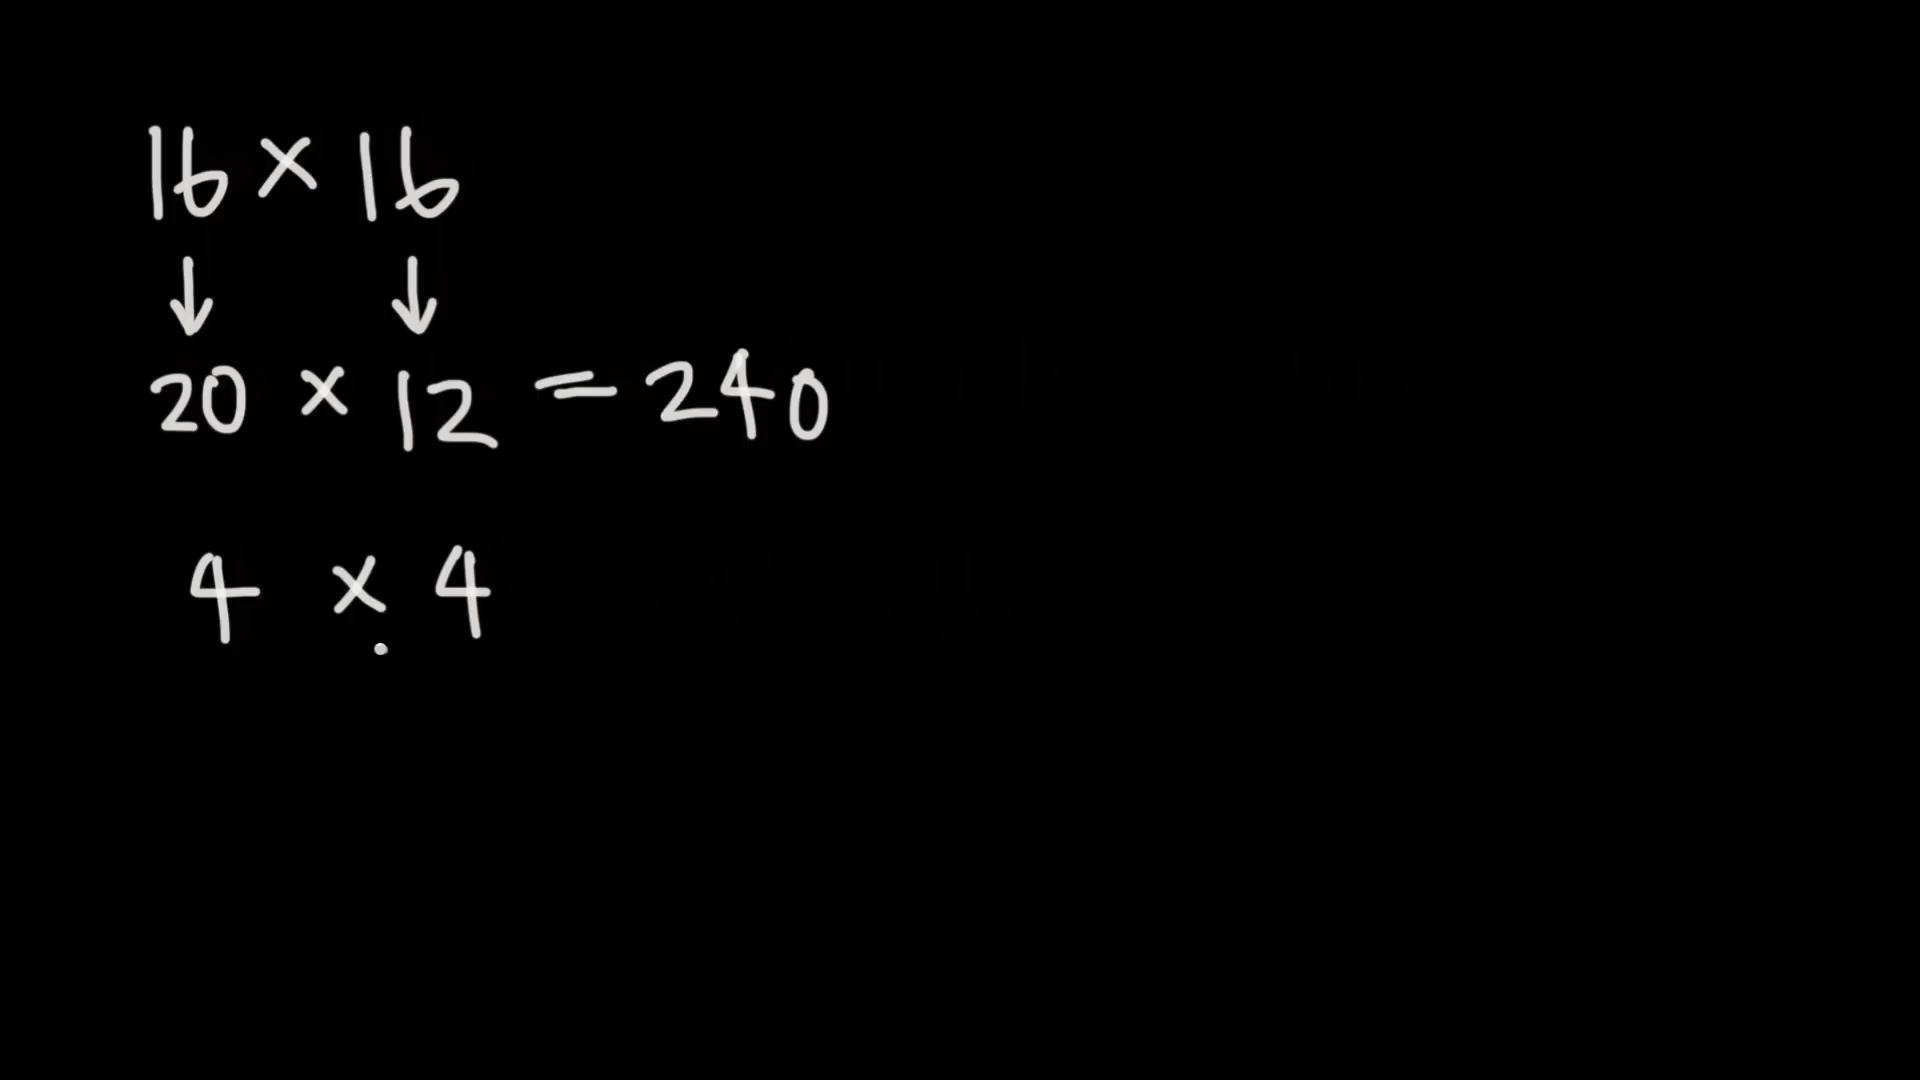 16 × 16
↓ ↓
20 × 12 = 240
4 × 4